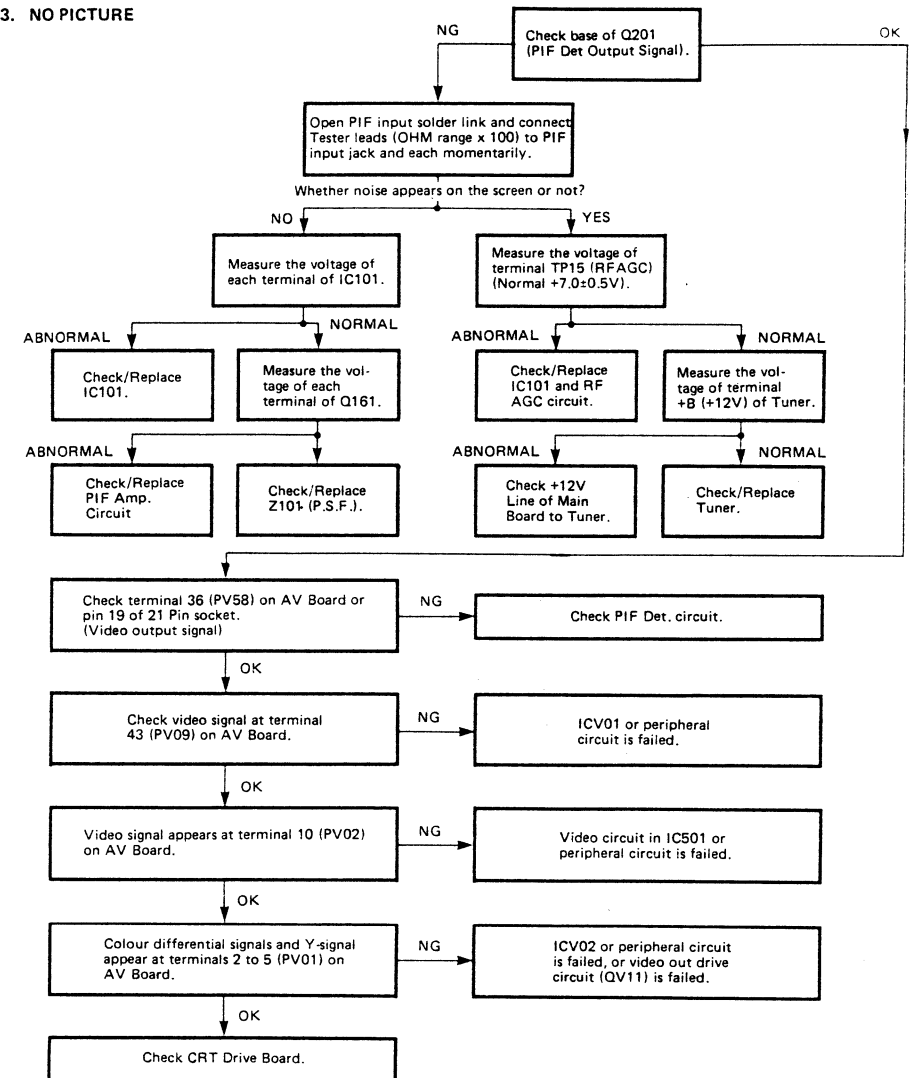 3. NO PICTURE
NG
Check base of Q201
(PIF Det Output Signal).
OK
Open PIF input solder link and connect
Tester leads (OHM range x 100) to PIF
input jack and each momentarily.
Whether noise appears on the screen or not?
NO
YES
Measure the voltage of
each terminal of IC101.
Measure the voltage of
terminal TP15 (RFAGC)
(Normal +7.0±0.5V).
ABNORMAL
NORMAL
ABNORMAL
NORMAL
Check/Replace
IC101.
Measure the vol-
tage of each
terminal of Q161.
Check/Replace
IC101 and RF
AGC circuit.
Measure the vol-
tage of terminal
+B (+12V) of Tuner.
ABNORMAL
NORMAL
ABNORMAL
NORMAL
Check/Replace
PIF Amp.
Circuit
Check/Replace
Z101 (P.S.F.).
Check +12V
Line of Main
Board to Tuner.
Check/Replace
Tuner.
Check terminal 36 (PV58) on AV Board or
pin 19 of 21 Pin socket.
(Video output signal)
NG
Check PIF Det. circuit.
OK
Check video signal at terminal
43 (PV09) on AV Board.
NG
ICV01 or peripheral
circuit is failed.
OK
Video signal appears at terminal 10 (PV02)
on AV Board.
NG
Video circuit in IC501 or
peripheral circuit is failed.
OK
Colour differential signals and Y-signal
appear at terminals 2 to 5 (PV01) on
AV Board.
NG
ICV02 or peripheral circuit
is failed, or video out drive
circuit (QV11) is failed.
OK
Check CRT Drive Board.